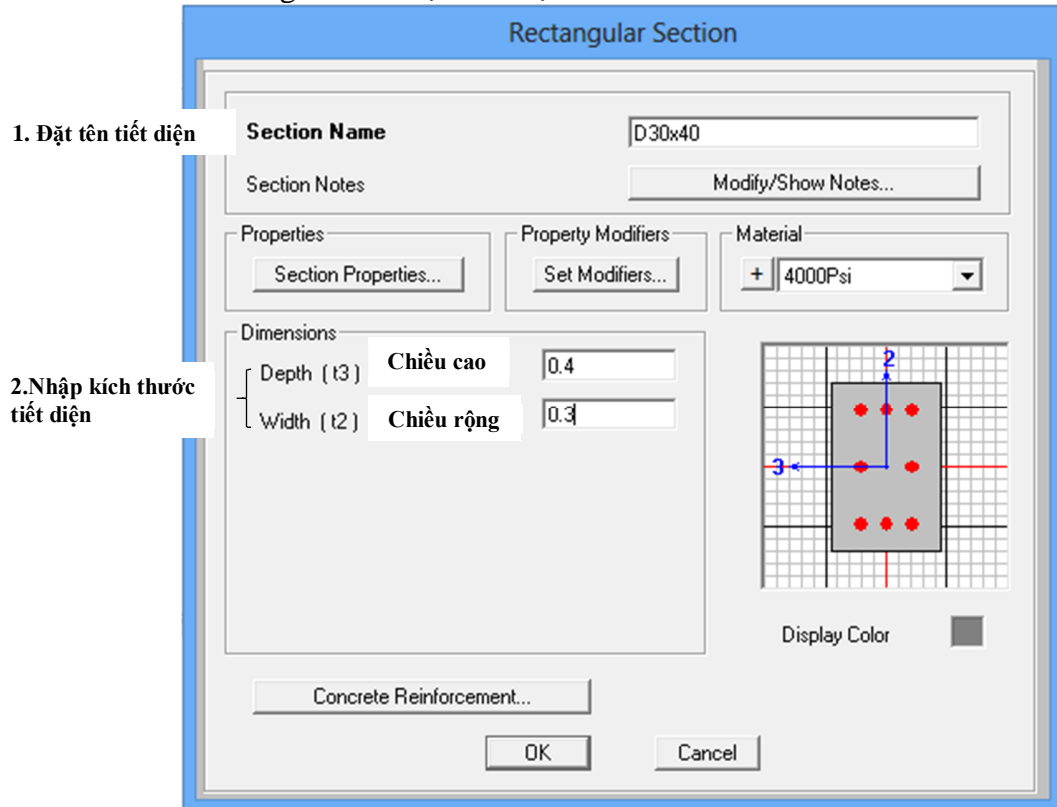 Rectangular Section
1. Đặt tên tiết diện
Section Name
D30x40
Section Notes
Modify/Show Notes...
Properties
Section Properties...
Property Modifiers
Set Modifiers...
Material
+
4000Psi
Dimensions
2.Nhập kích thước
tiết diện
Depth ( t3 )
Chiều cao
0.4
Width ( t2 )
Chiều rộng
0.3
2
3
Display Color
Concrete Reinforcement...
OK
Cancel